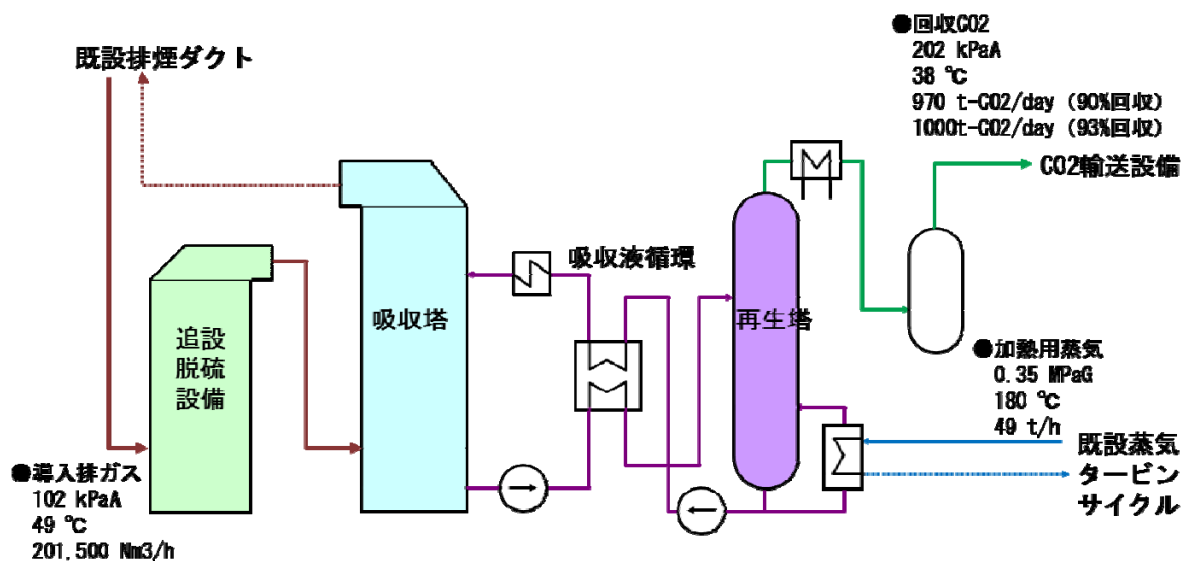 ●回収CO2
202 kPaA
38 ℃
970 t-CO2/day (90%回収)
1000t-CO2/day (93%回収)
既設排煙ダクト
CO2輸送設備
吸収液循環
吸収塔
再生塔
追設
脱硫
設備
●加熱用蒸気
0.35 MPaG
180 ℃
49 t/h
既設蒸気
タービン
サイクル
●導入排ガス
102 kPaA
49 ℃
201,500 Nm3/h